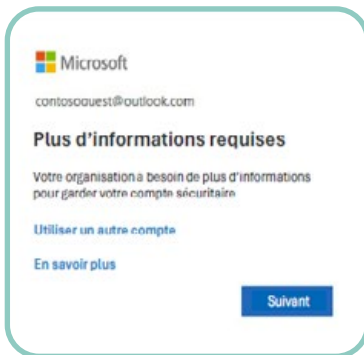 Microsoft
contosoguest@outlook.com
Plus d'informations requises
Votre organisation a besoin de plus d'informations
pour garder votre compte sécuritaire
Utiliser un autre compte
En savoir plus
Suivant